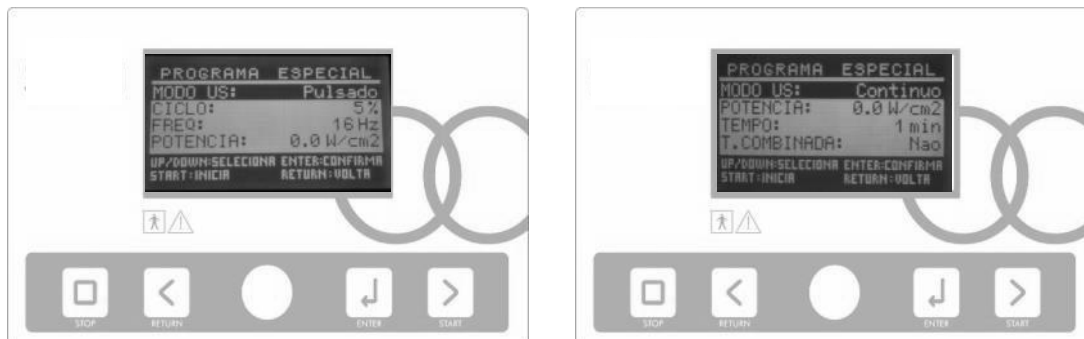 PROGRAMA ESPECIAL
MODO US: Pulsado
CICLO: 5%
FREQ: 16Hz
POTENCIA: 0.0 W/cm2
UP/DOWN:SELECIONA ENTER:CONFIRMA
START:INICIA RETURN:VOLTA
STOP
RETURN
ENTER
START
PROGRAMA ESPECIAL
MODO US: Continuo
POTENCIA: 0.0 W/cm2
TEMPO: 1 min
T.COMBINADA: Nao
UP/DOWN:SELECIONA ENTER:CONFIRMA
START:INICIA RETURN:VOLTA
STOP
RETURN
ENTER
START